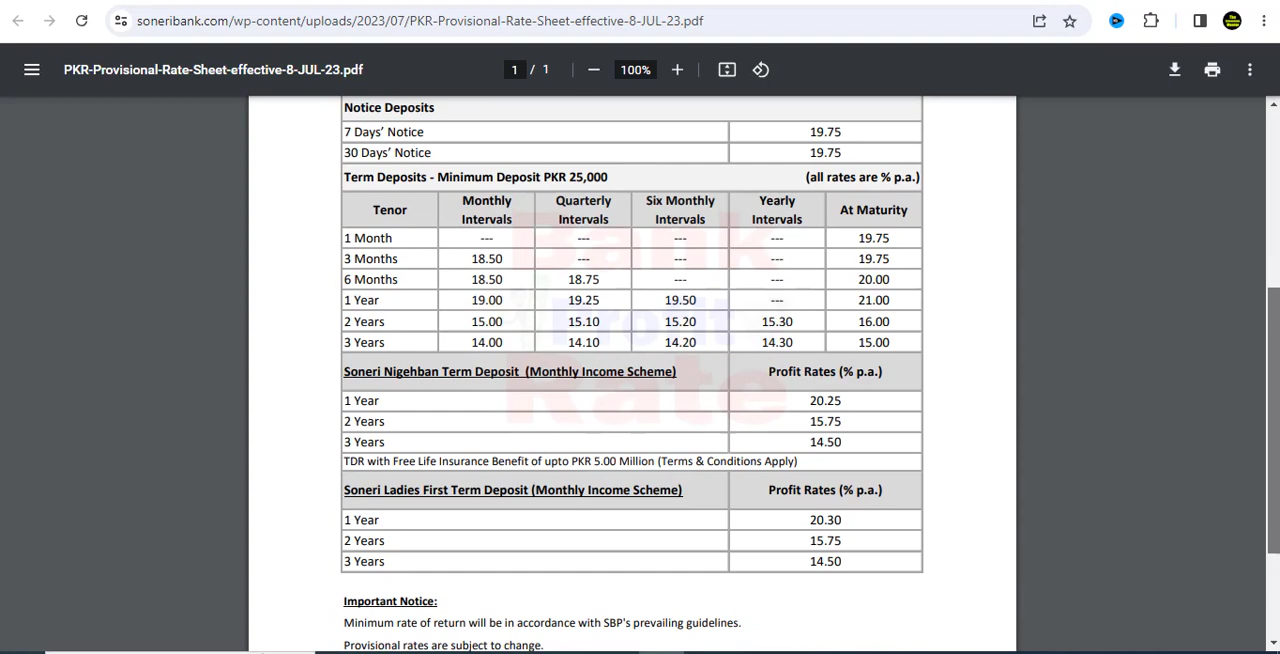 soneribank.com/wp-content/uploads/2023/07/PKR-Provisional-Rate-Sheet-effective-8-JUL-23.pdf
PKR-Provisional-Rate-Sheet-effective-8-JUL-23.pdf 1 / 1 100%
Notice Deposits
7 Days’ Notice 19.75
30 Days’ Notice 19.75
Term Deposits - Minimum Deposit PKR 25,000 (all rates are % p.a.)
Tenor Monthly Intervals Quarterly Intervals Six Monthly Intervals Yearly Intervals At Maturity
1 Month --- --- --- --- 19.75
3 Months 18.50 --- --- --- 19.75
6 Months 18.50 18.75 --- --- 20.00
1 Year 19.00 19.25 19.50 --- 21.00
2 Years 15.00 15.10 15.20 15.30 16.00
3 Years 14.00 14.10 14.20 14.30 15.00
Bank
Profit
Rate
Soneri Nigehban Term Deposit (Monthly Income Scheme) Profit Rates (% p.a.)
1 Year 20.25
2 Years 15.75
3 Years 14.50
TDR with Free Life Insurance Benefit of upto PKR 5.00 Million (Terms & Conditions Apply)
Soneri Ladies First Term Deposit (Monthly Income Scheme) Profit Rates (% p.a.)
1 Year 20.30
2 Years 15.75
3 Years 14.50
Important Notice:
Minimum rate of return will be in accordance with SBP's prevailing guidelines.
Provisional rates are subject to change.